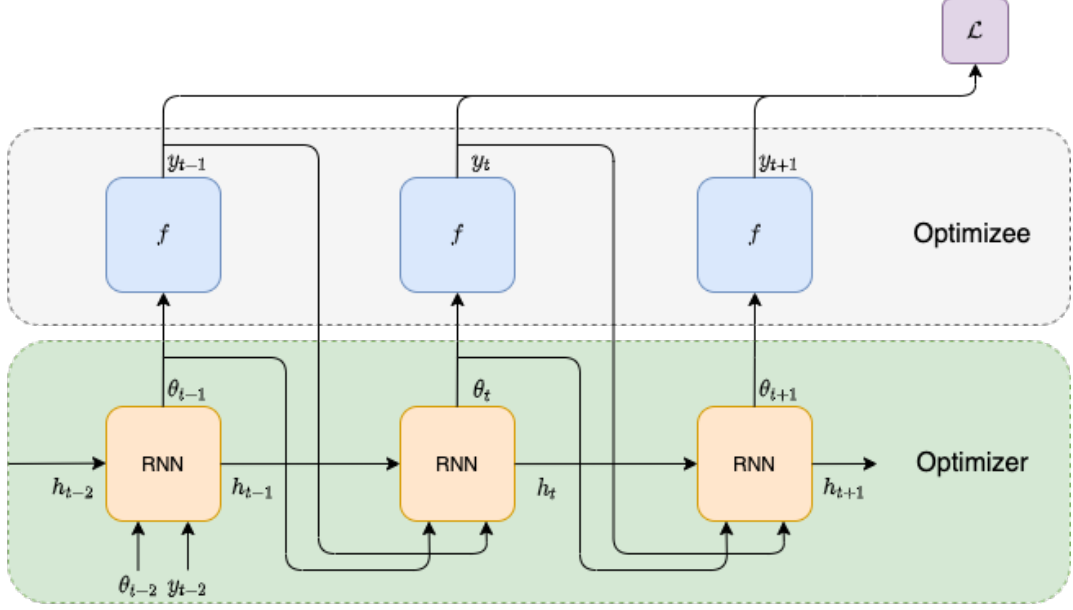 ℒ
y_{t-1}
y_t
y_{t+1}
f
f
f
Optimizee
θ_{t-1}
θ_t
θ_{t+1}
RNN
RNN
RNN
Optimizer
h_{t-2}
h_{t-1}
h_t
h_{t+1}
θ_{t-2} y_{t-2}